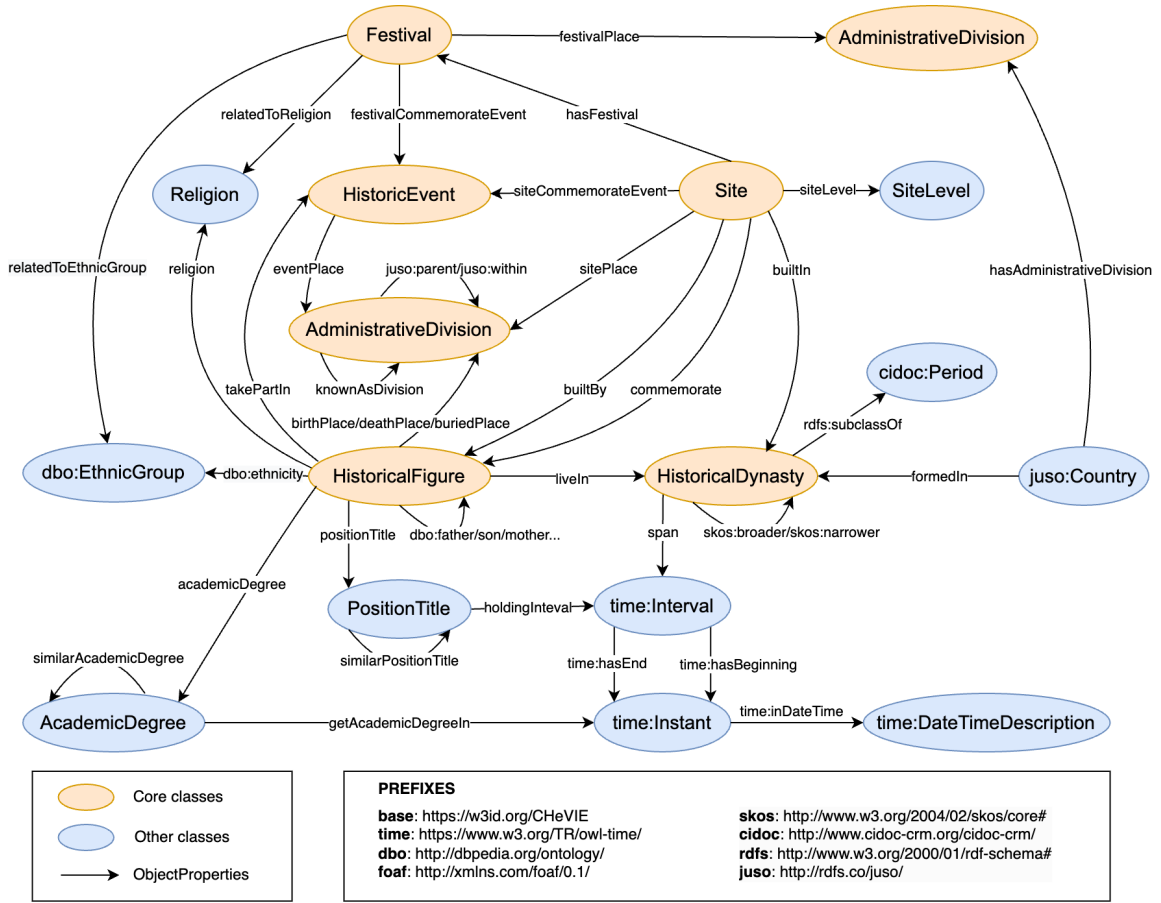 Festival
festivalPlace
AdministrativeDivision
relatedToReligion
festivalCommemorateEvent
hasFestival
Religion
HistoricEvent
siteCommemorateEvent
Site
siteLevel
SiteLevel
relatedToEthnicGroup
religion
eventPlace
juso:parent/juso:within
sitePlace
builtIn
hasAdministrativeDivision
AdministrativeDivision
cidoc:Period
takePartIn
knownAsDivision
builtBy
commemorate
birthPlace/deathPlace/buriedPlace
rdfs:subclassOf
dbo:EthnicGroup
dbo:ethnicity
HistoricalFigure
liveIn
HistoricalDynasty
formedIn
juso:Country
positionTitle
dbo:father/son/mother...
span
skos:broader/skos:narrower
academicDegree
PositionTitle
holdingInteval
time:Interval
similarAcademicDegree
similarPositionTitle
time:hasEnd
time:hasBeginning
AcademicDegree
getAcademicDegreeIn
time:Instant
time:inDateTime
time:DateTimeDescription
Core classes
Other classes
ObjectProperties
PREFIXES
base: https://w3id.org/CHeVIE
time: https://www.w3.org/TR/owl-time/
dbo: http://dbpedia.org/ontology/
foaf: http://xmlns.com/foaf/0.1/
skos: http://www.w3.org/2004/02/skos/core#
cidoc: http://www.cidoc-crm.org/cidoc-crm/
rdfs: http://www.w3.org/2000/01/rdf-schema#
juso: http://rdfs.co/juso/